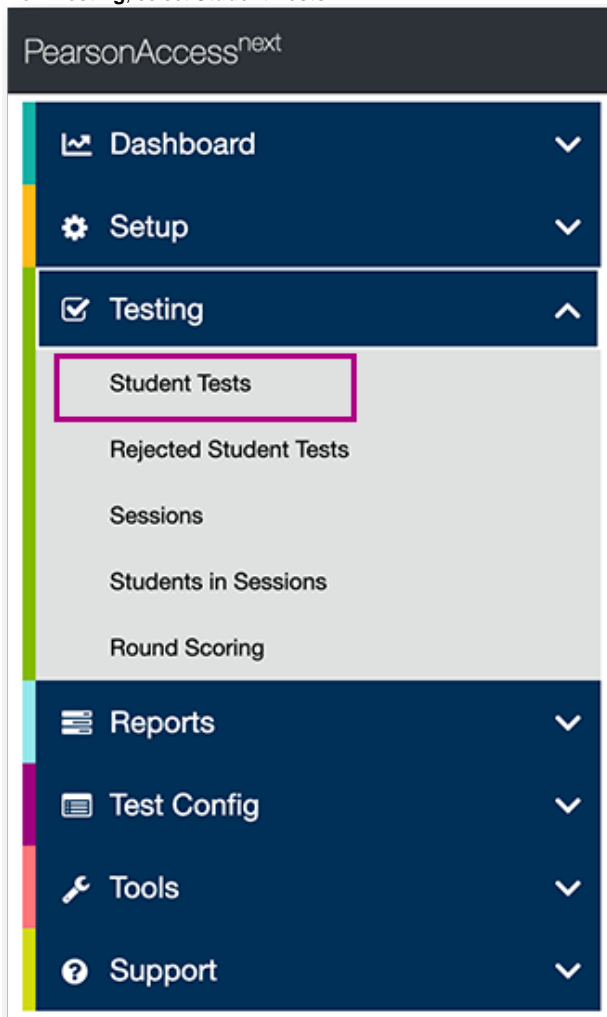 PearsonAccessnext
Dashboard
Setup
Testing
Student Tests
Rejected Student Tests
Sessions
Students in Sessions
Round Scoring
Reports
Test Config
Tools
Support